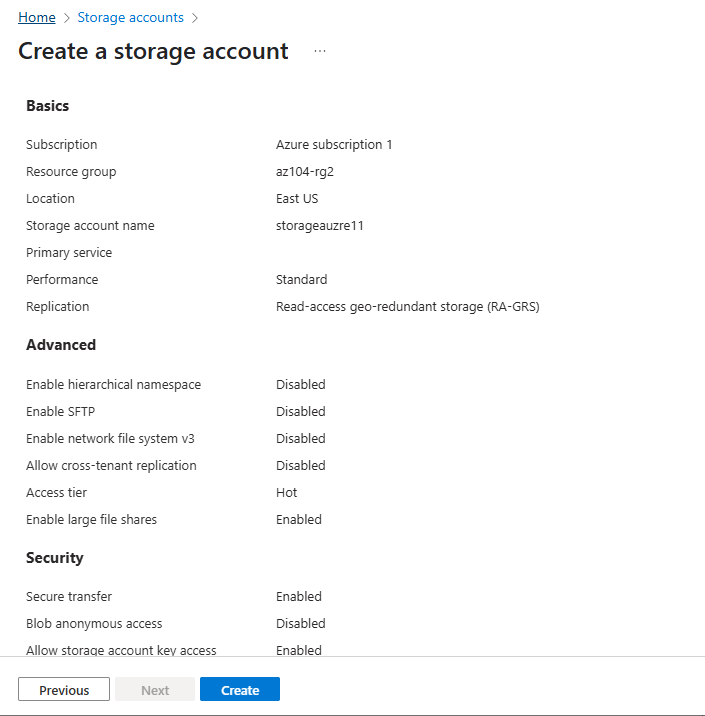 Home > Storage accounts >
Create a storage account ...
Basics
Subscription Azure subscription 1
Resource group az104-rg2
Location East US
Storage account name storageauzre11
Primary service
Performance Standard
Replication Read-access geo-redundant storage (RA-GRS)
Advanced
Enable hierarchical namespace Disabled
Enable SFTP Disabled
Enable network file system v3 Disabled
Allow cross-tenant replication Disabled
Access tier Hot
Enable large file shares Enabled
Security
Secure transfer Enabled
Blob anonymous access Disabled
Allow storage account key access Enabled
Previous Next Create